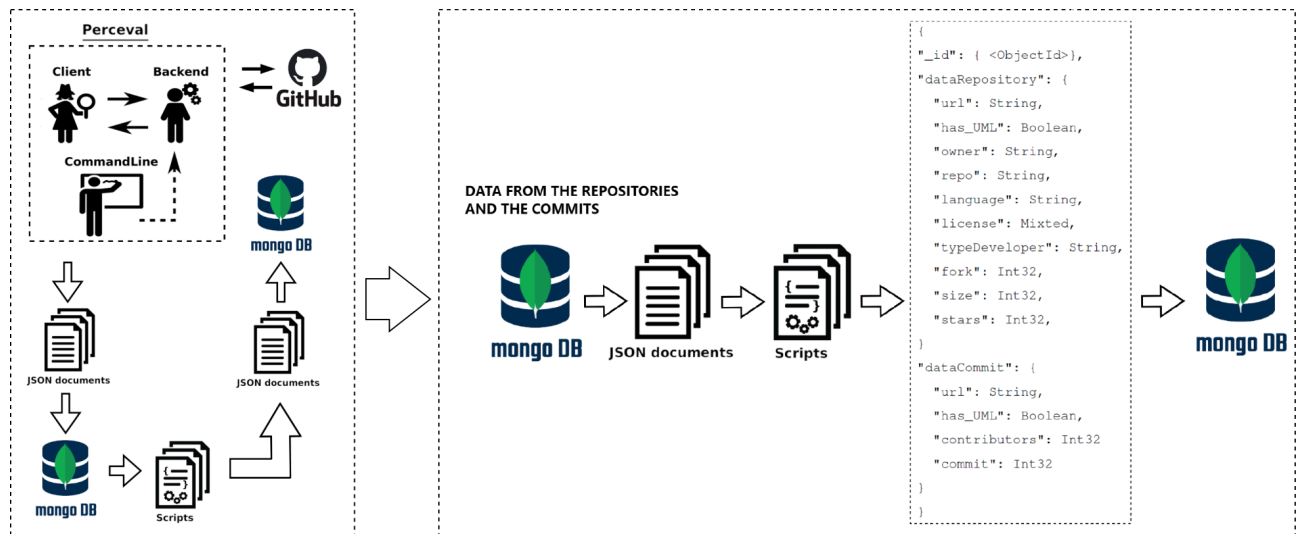 Perceval
Client
Backend
GitHub
CommandLine
mongo DB
JSON documents
JSON documents
mongo DB
Scripts
DATA FROM THE REPOSITORIES
AND THE COMMITS
mongo DB
JSON documents
Scripts
{
"_id": { <ObjectId>},
"dataRepository": {
"url": String,
"has_UML": Boolean,
"owner": String,
"repo": String,
"language": String,
"license": Mixted,
"typeDeveloper": String,
"fork": Int32,
"size": Int32,
"stars": Int32,
}
"dataCommit": {
"url": String,
"has_UML": Boolean,
"contributors": Int32
"commit": Int32
}
}
mongo DB